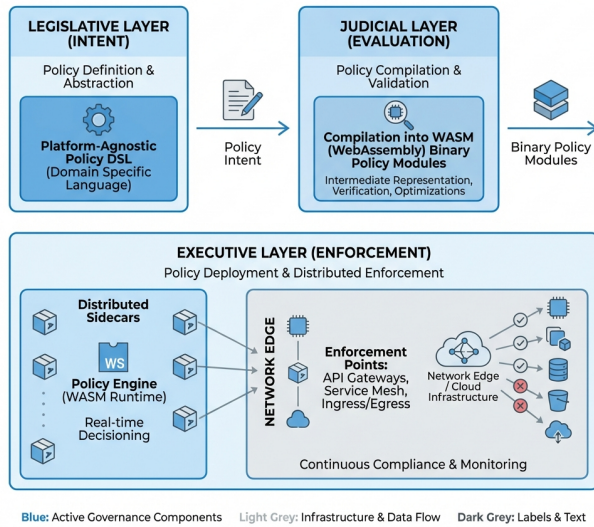 LEGISLATIVE LAYER
(INTENT)
Policy Definition &
Abstraction
Platform-Agnostic
Policy DSL
(Domain Specific
Language)
Policy
Intent
JUDICIAL LAYER
(EVALUATION)
Policy Compilation &
Validation
Compilation into WASM
(WebAssembly) Binary
Policy Modules
Intermediate Representation,
Verification, Optimizations
Binary Policy
Modules
EXECUTIVE LAYER (ENFORCEMENT)
Policy Deployment & Distributed Enforcement
Distributed
Sidecars
WS
Policy Engine
(WASM Runtime)
Real-time
Decisioning
NETWORK EDGE
Enforcement
Points:
API Gateways,
Service Mesh,
Ingress/Egress
Network Edge
/ Cloud
Infrastructure
Continuous Compliance & Monitoring
Blue: Active Governance Components Light Grey: Infrastructure & Data Flow Dark Grey: Labels & Text